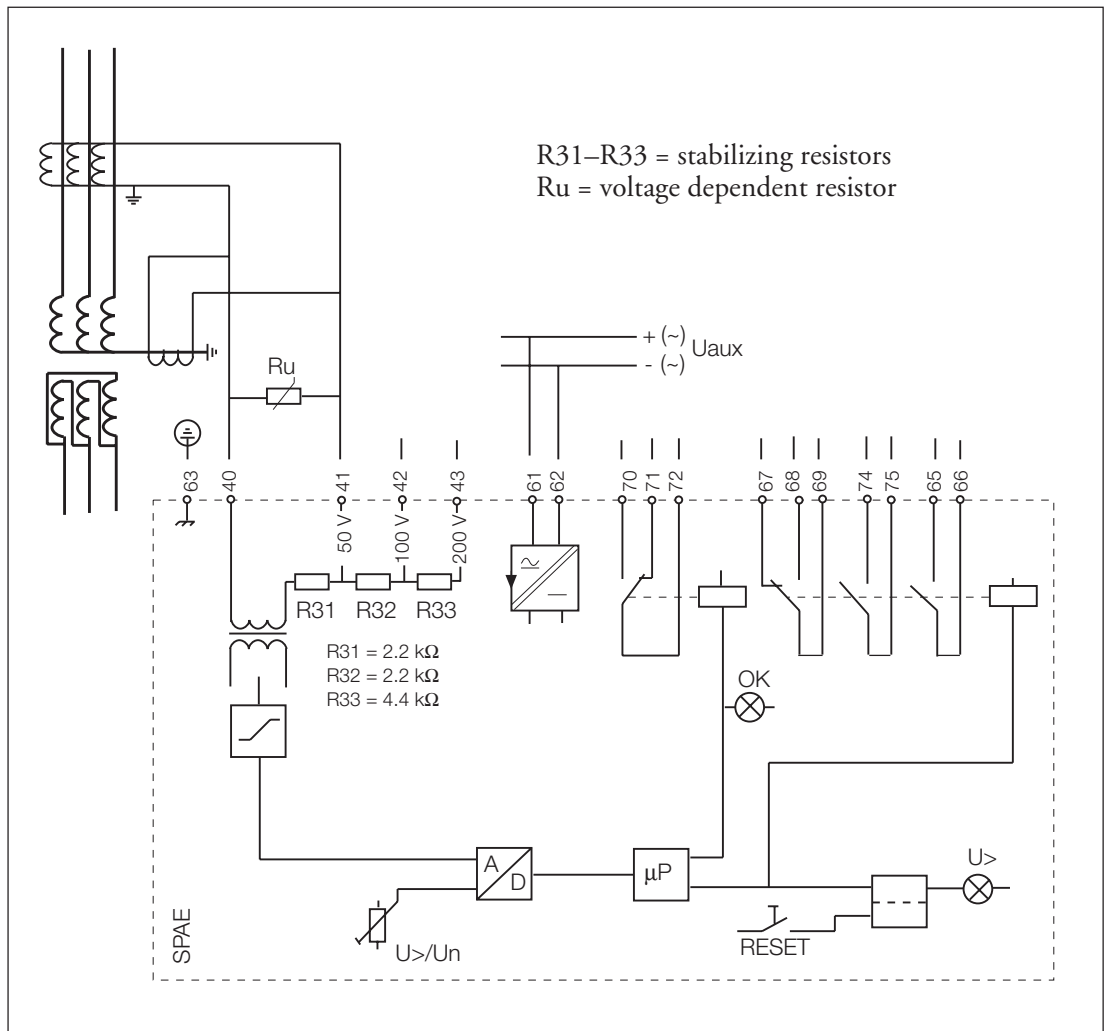 R31–R33 = stabilizing resistors
Ru = voltage dependent resistor
+ (~)
Uaux
- (~)
Ru
63
40
41
42
43
61
62
70
71
72
67
68
69
74
75
65
66
50 V
100 V
200 V
R31
R32
R33
R31 = 2.2 kΩ
R32 = 2.2 kΩ
R33 = 4.4 kΩ
OK
A
D
µP
U>
U>/Un
RESET
SPAE